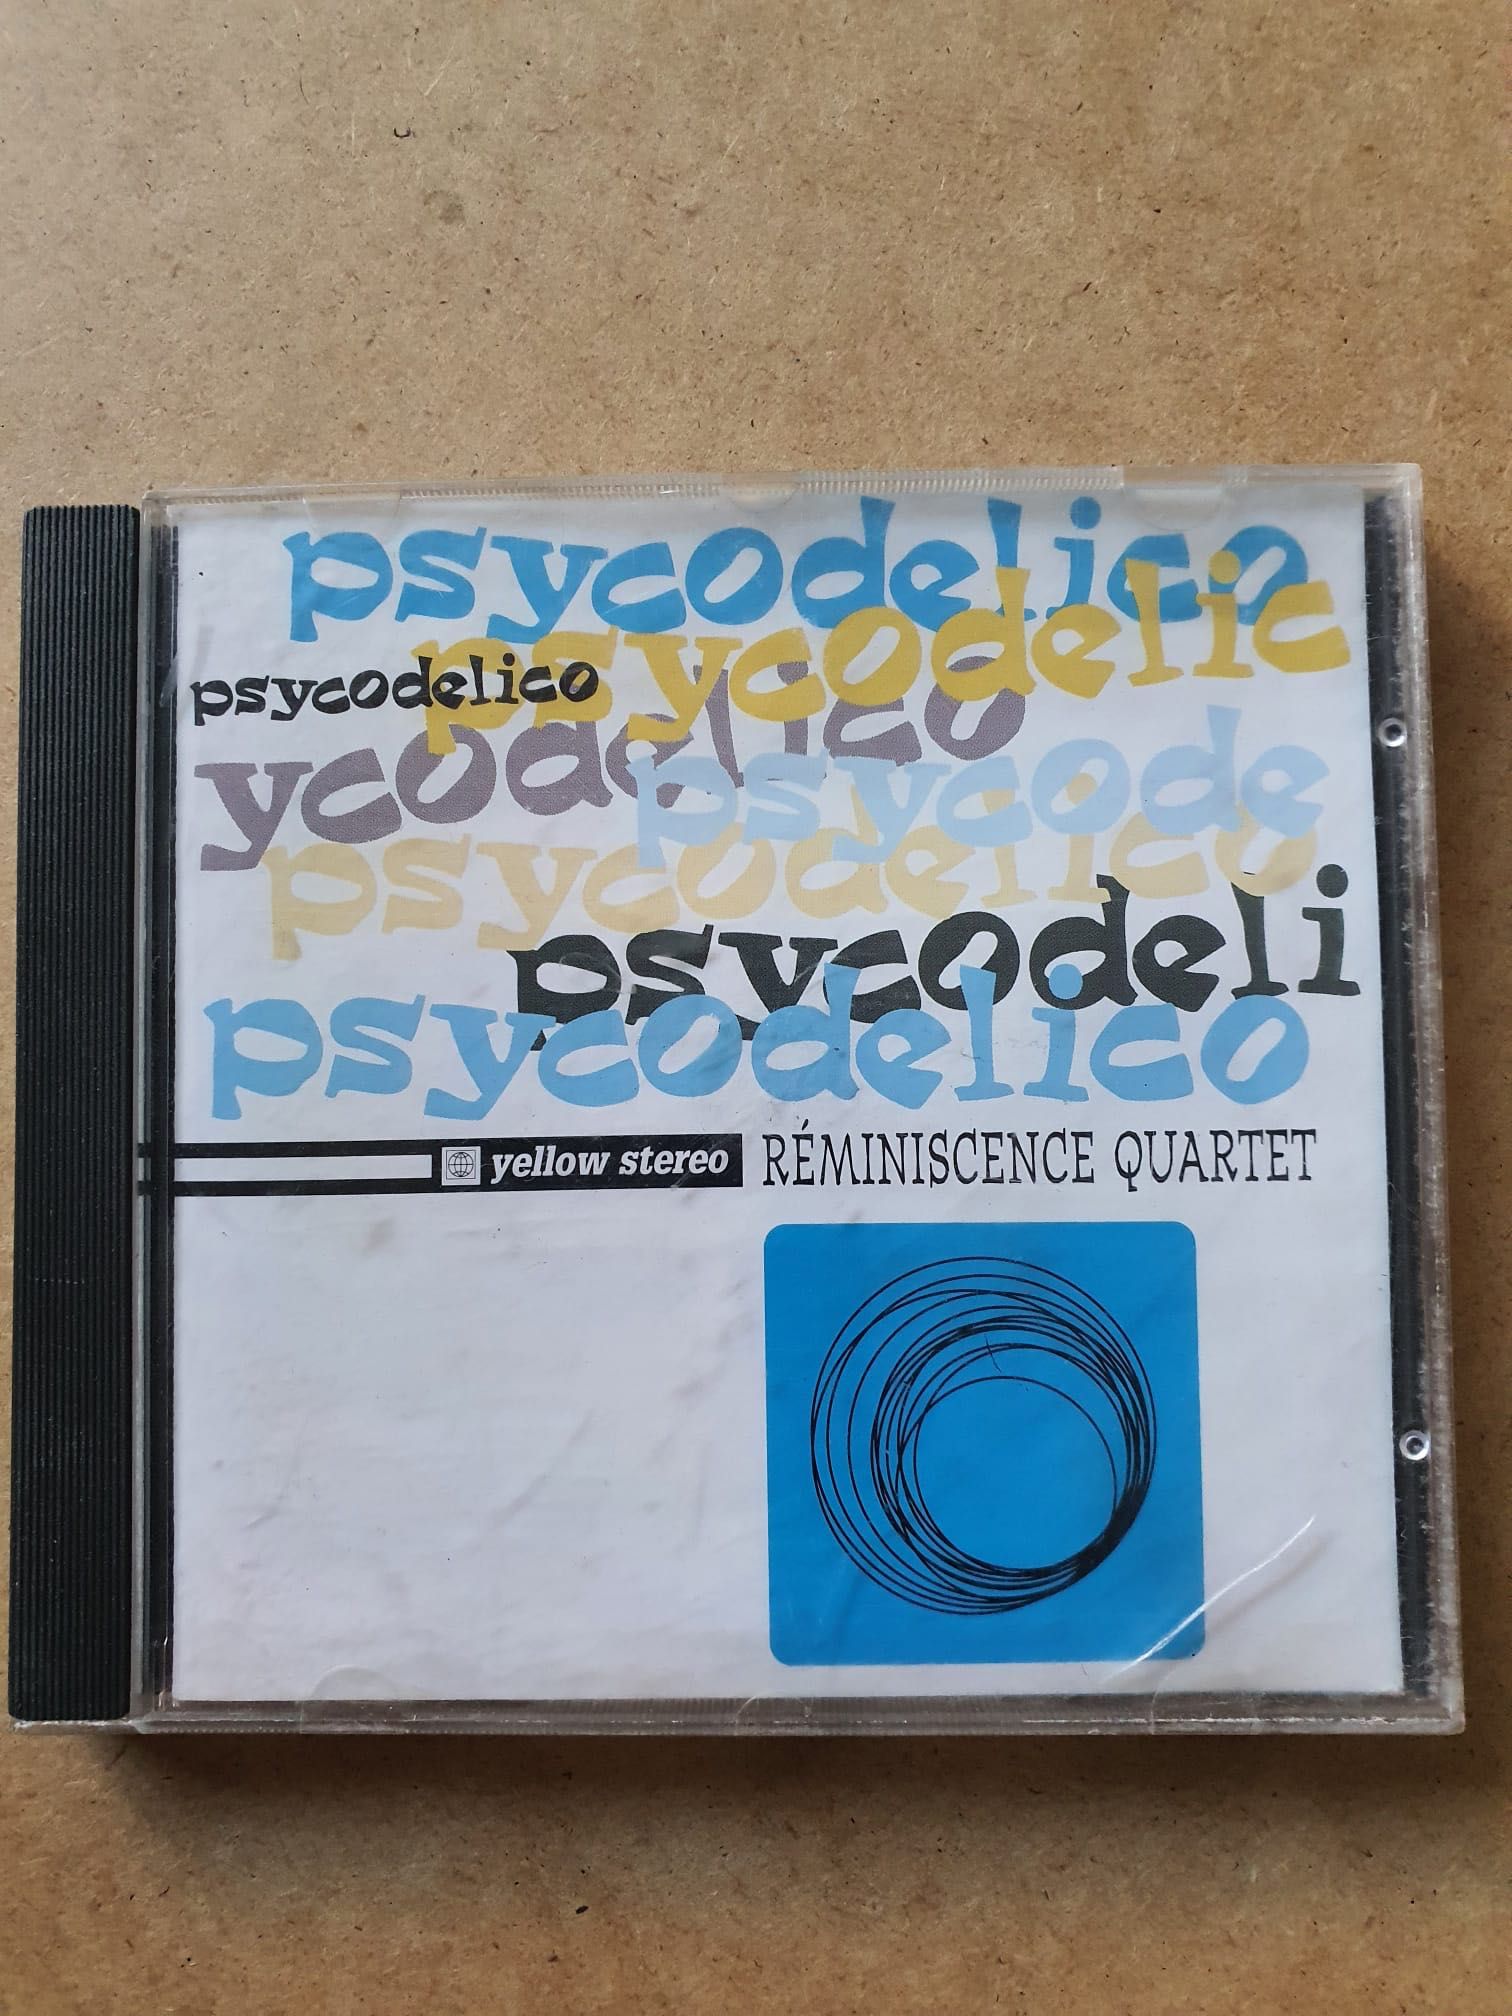 psycodelico
psycodelic
psycodelico
ycodelico
psycode
psycodelico
psycodeli
psycodelico
yellow stereo RÉMINISCENCE QUARTET